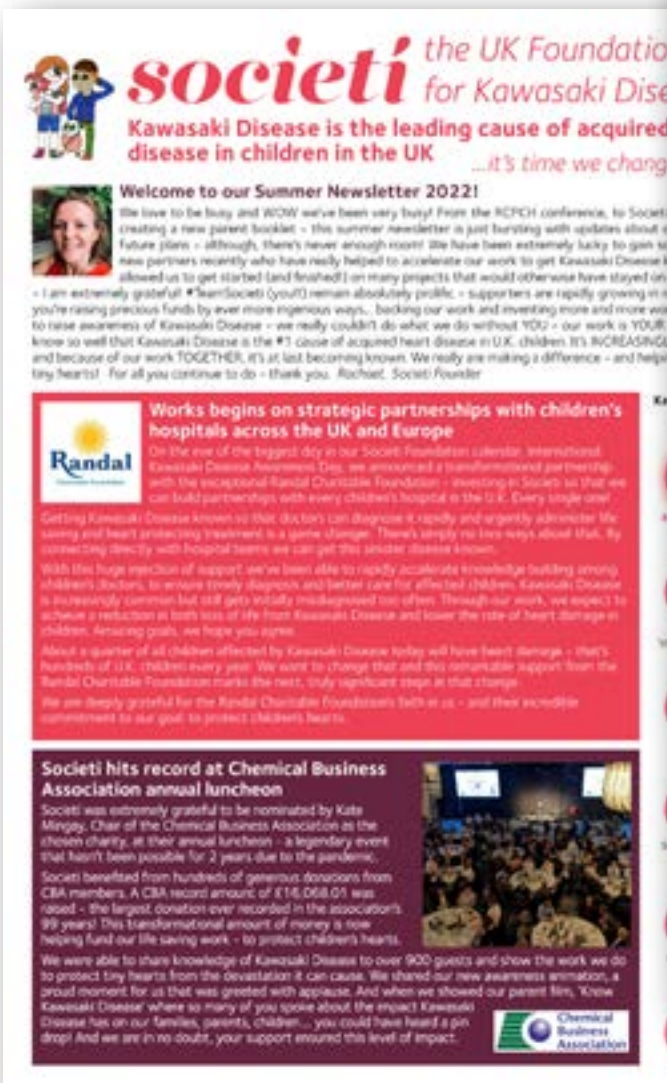 societi
the UK Foundatio
for Kawasaki Dise
Kawasaki Disease is the leading cause of acquired
disease in children in the UK
...it's time we chang
Welcome to our Summer Newsletter 2022!
We love to be busy and WOW we've been very busy! From the RCPCH conference, to Societi
creating a new parent booklet – this summer newsletter is just bursting with updates about o
future plans – although, there's never enough room! We have been extremely lucky to gain so
new partners recently who have really helped to accelerate our work to get Kawasaki Disease k
allowed us to get started (and finished!) on many projects that would otherwise have stayed on
– I am extremely grateful! #TeamSocieti (you!!) remain absolutely prolific – supporters are rapidly growing in
you're raising precious funds by ever more ingenious ways... backing our work and inventing more and more wa
to raise awareness of Kawasaki Disease – we really couldn't do what we do without YOU – our work is YOUR
know so well that Kawasaki Disease is the #1 cause of acquired heart disease in U.K. children. It's INCREASING
and because of our work TOGETHER, it's at last becoming known. We really are making a difference – and helpi
tiny hearts! For all you continue to do – thank you. Rachael, Societi Founder
Randal
Charitable Foundation
Works begins on strategic partnerships with children's
hospitals across the UK and Europe
On the eve of the biggest day in our Societi Foundation calendar, International
Kawasaki Disease Awareness Day, we announced a transformational partnership
with the exceptional Randal Charitable Foundation – investing in Societi so that we
can build partnerships with every children's hospital in the U.K. Every single one!
Getting Kawasaki Disease known so that doctors can diagnose it rapidly and urgently administer life
saving and heart protecting treatment is a game changer. There's simply no two ways about that. By
connecting directly with hospital teams we can get this sinister disease known.
With this huge injection of support we've been able to rapidly accelerate knowledge building among
children's doctors, to ensure timely diagnosis and better care for affected children. Kawasaki Disease
is increasingly common but still gets initially misdiagnosed too often. Through our work, we expect to
achieve a reduction in both loss of life from Kawasaki Disease and lower the rate of heart damage in
children. Amazing goals, we hope you agree.
About a quarter of all children affected by Kawasaki Disease today will have heart damage – that's
hundreds of U.K. children every year. We want to change that and this remarkable support from the
Randal Charitable Foundation marks the next, truly significant steps in that change.
We are deeply grateful for the Randal Charitable Foundation's faith in us – and their incredible
commitment to our goal: to protect children's hearts.
Societi hits record at Chemical Business
Association annual luncheon
Societi was extremely grateful to be nominated by Kate
Mingay, Chair of the Chemical Business Association as the
chosen charity, at their annual luncheon – a legendary event
that hasn't been possible for 2 years due to the pandemic.
Societi benefited from hundreds of generous donations from
CBA members. A CBA record amount of £16,068.01 was
raised – the largest donation ever recorded in the association's
99 years! This transformational amount of money is now
helping fund our life saving work – to protect children's hearts.
We were able to share knowledge of Kawasaki Disease to over 900 guests and show the work we do
to protect tiny hearts from the devastation it can cause. We shared our new awareness animation, a
proud moment for us that was greeted with applause. And when we showed our parent film, 'Know
Kawasaki Disease' where so many of you spoke about the impact Kawasaki
Disease has on our families, parents, children... you could have heard a pin
drop! And we are in no doubt, your support ensured this level of impact.
Chemical
Business
Association